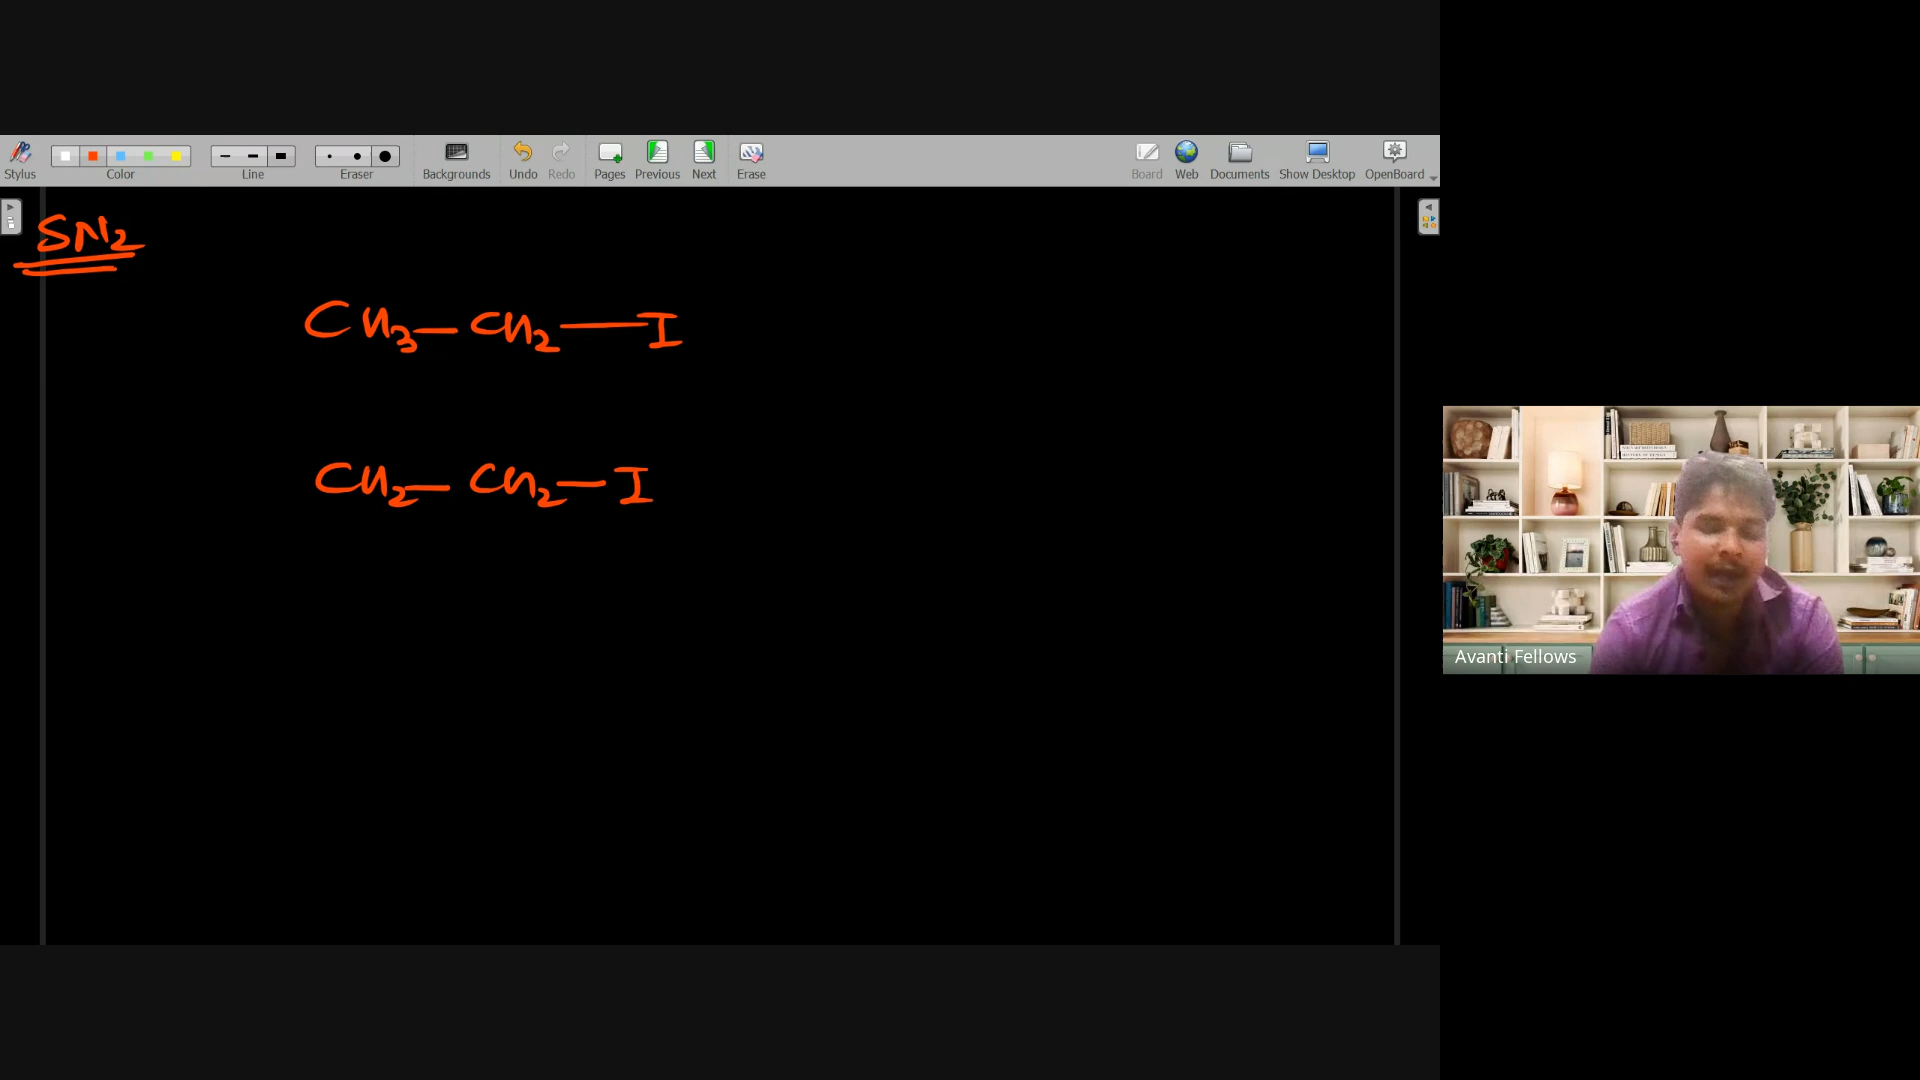 Stylus Color Line Eraser Backgrounds Undo Redo Pages Previous Next Erase Board Web Documents Show Desktop OpenBoard
SN2
CH3—CH2—I
CH2—CH2—I
Avanti Fellows